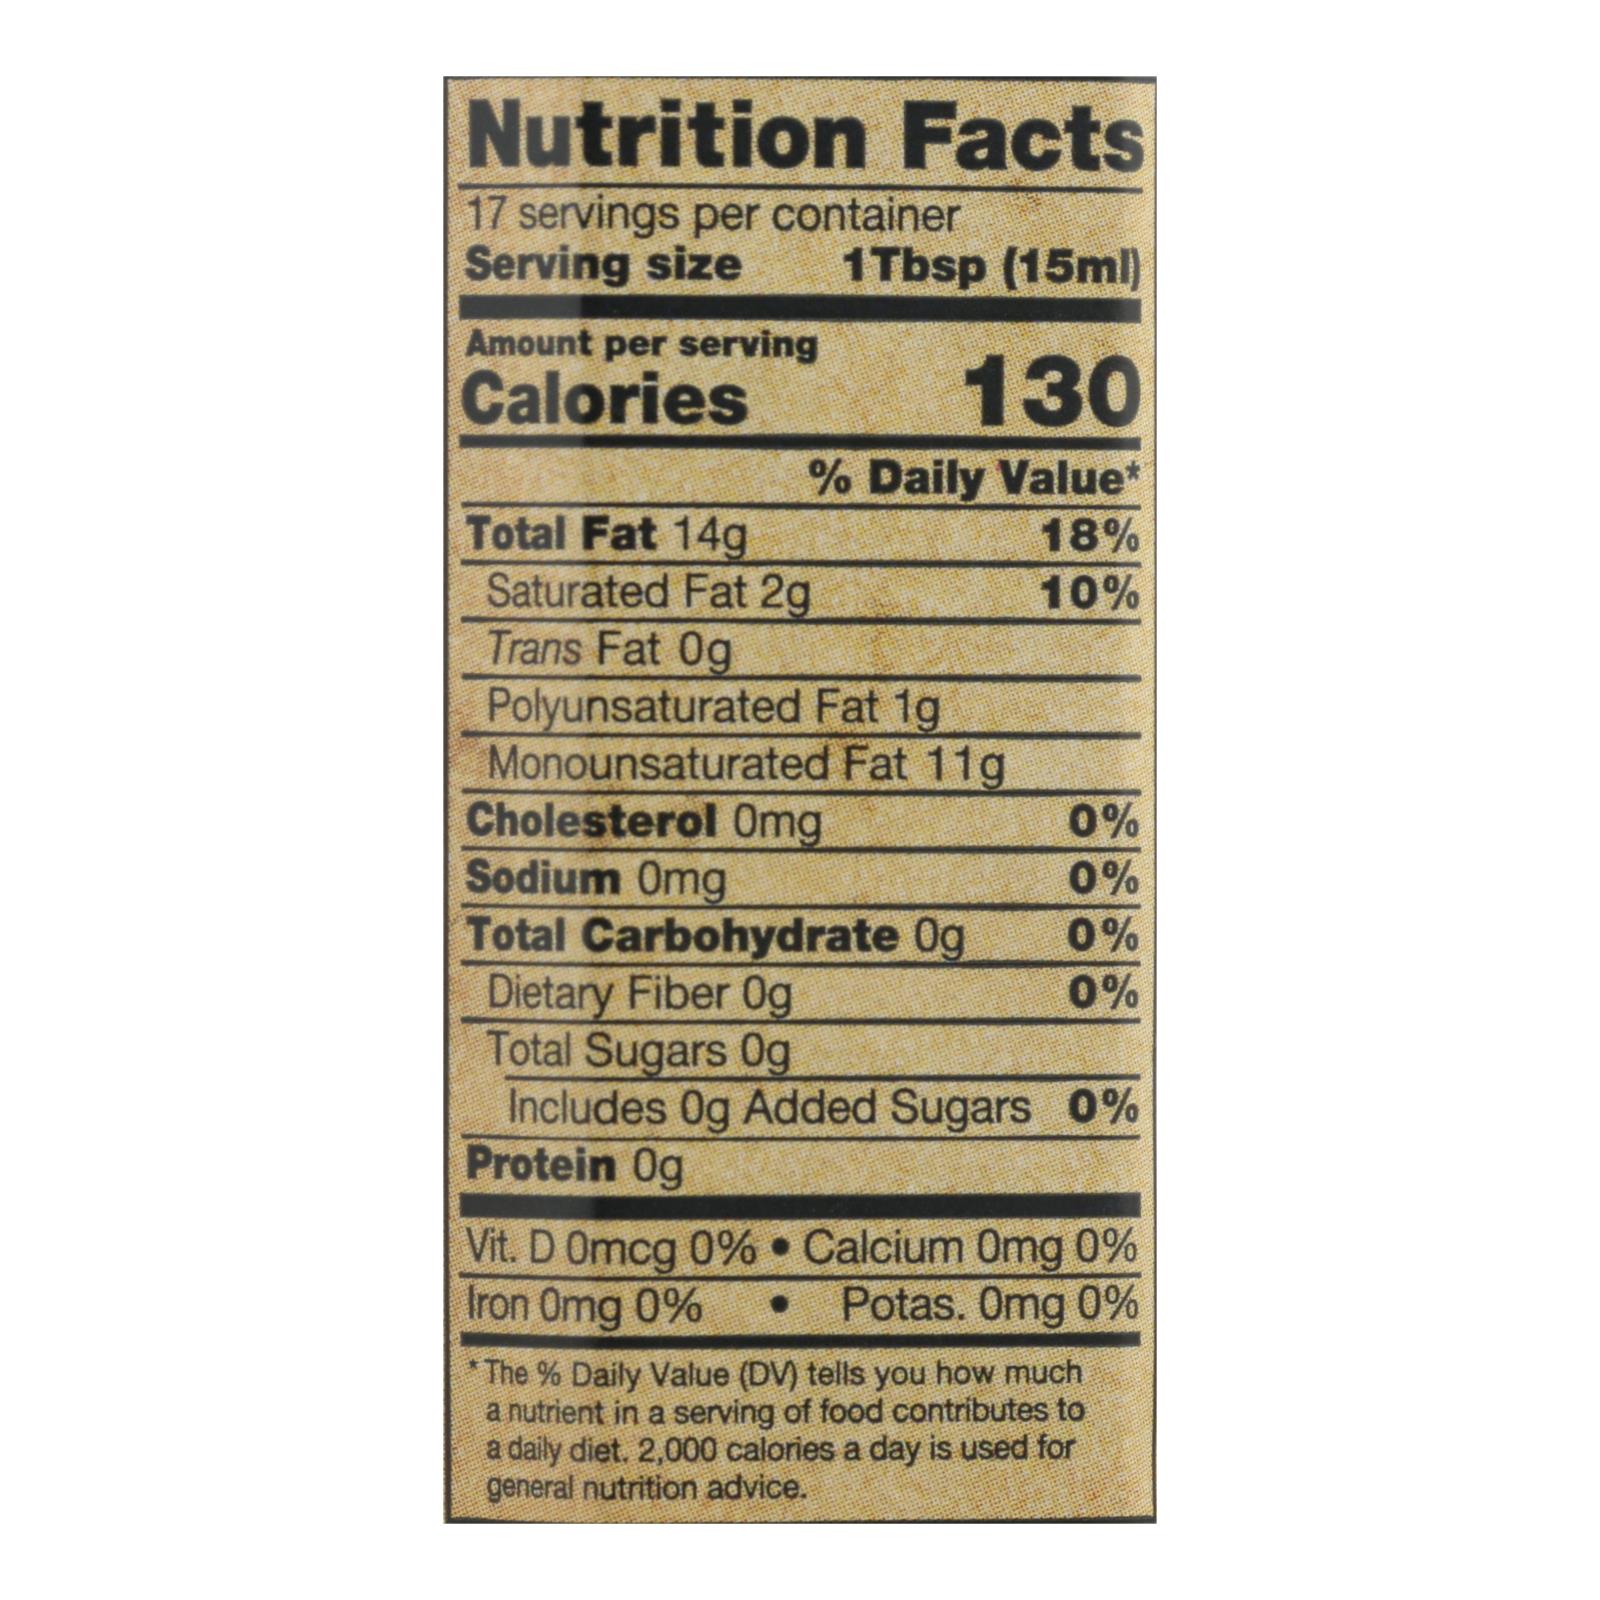 Nutrition Facts
17 servings per container
Serving size 1Tbsp (15ml)
Amount per serving
Calories 130
% Daily Value*
Total Fat 14g 18%
Saturated Fat 2g 10%
Trans Fat 0g
Polyunsaturated Fat 1g
Monounsaturated Fat 11g
Cholesterol 0mg 0%
Sodium 0mg 0%
Total Carbohydrate 0g 0%
Dietary Fiber 0g 0%
Total Sugars 0g
Includes 0g Added Sugars 0%
Protein 0g
Vit. D 0mcg 0% • Calcium 0mg 0%
Iron 0mg 0% • Potas. 0mg 0%
* The % Daily Value (DV) tells you how much
a nutrient in a serving of food contributes to
a daily diet. 2,000 calories a day is used for
general nutrition advice.